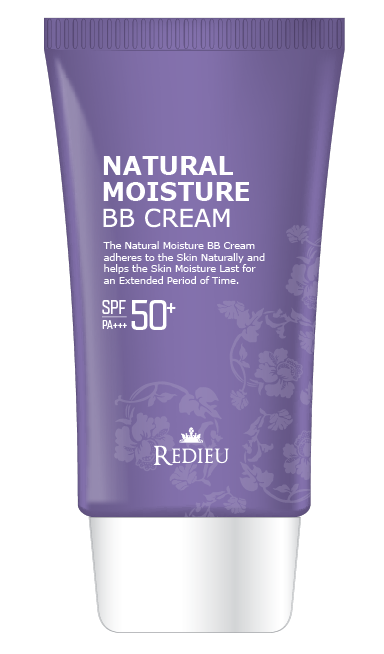 NATURAL
MOISTURE
BB CREAM
The Natural Moisture BB Cream
adheres to the Skin Naturally and
helps the Skin Moisture Last for
an Extended Period of Time.
SPF 50+
PA+++
REDIEU